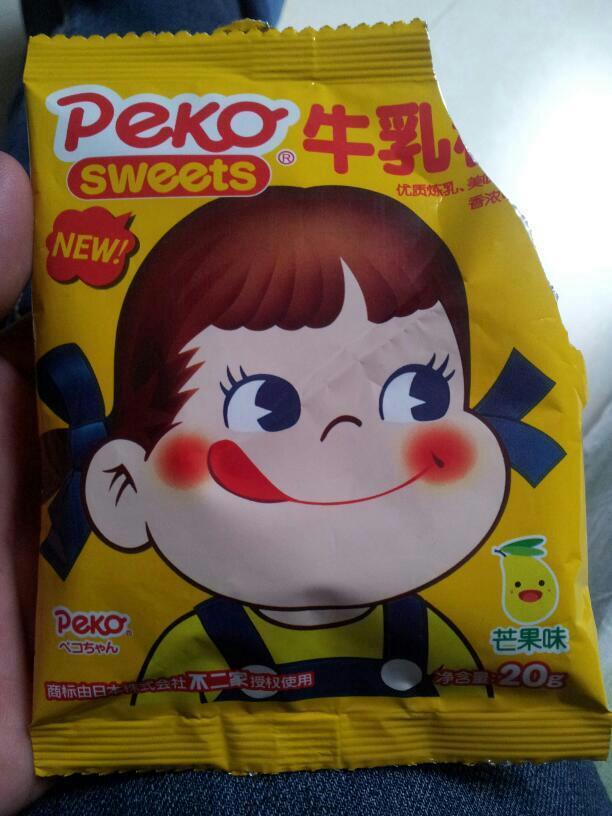 Peko
sweets®
牛乳
优质炼乳、美
香浓
NEW!
芒果味
Peko®
ペコちゃん
商标由日本株式会社不二家授权使用
净含量:20g